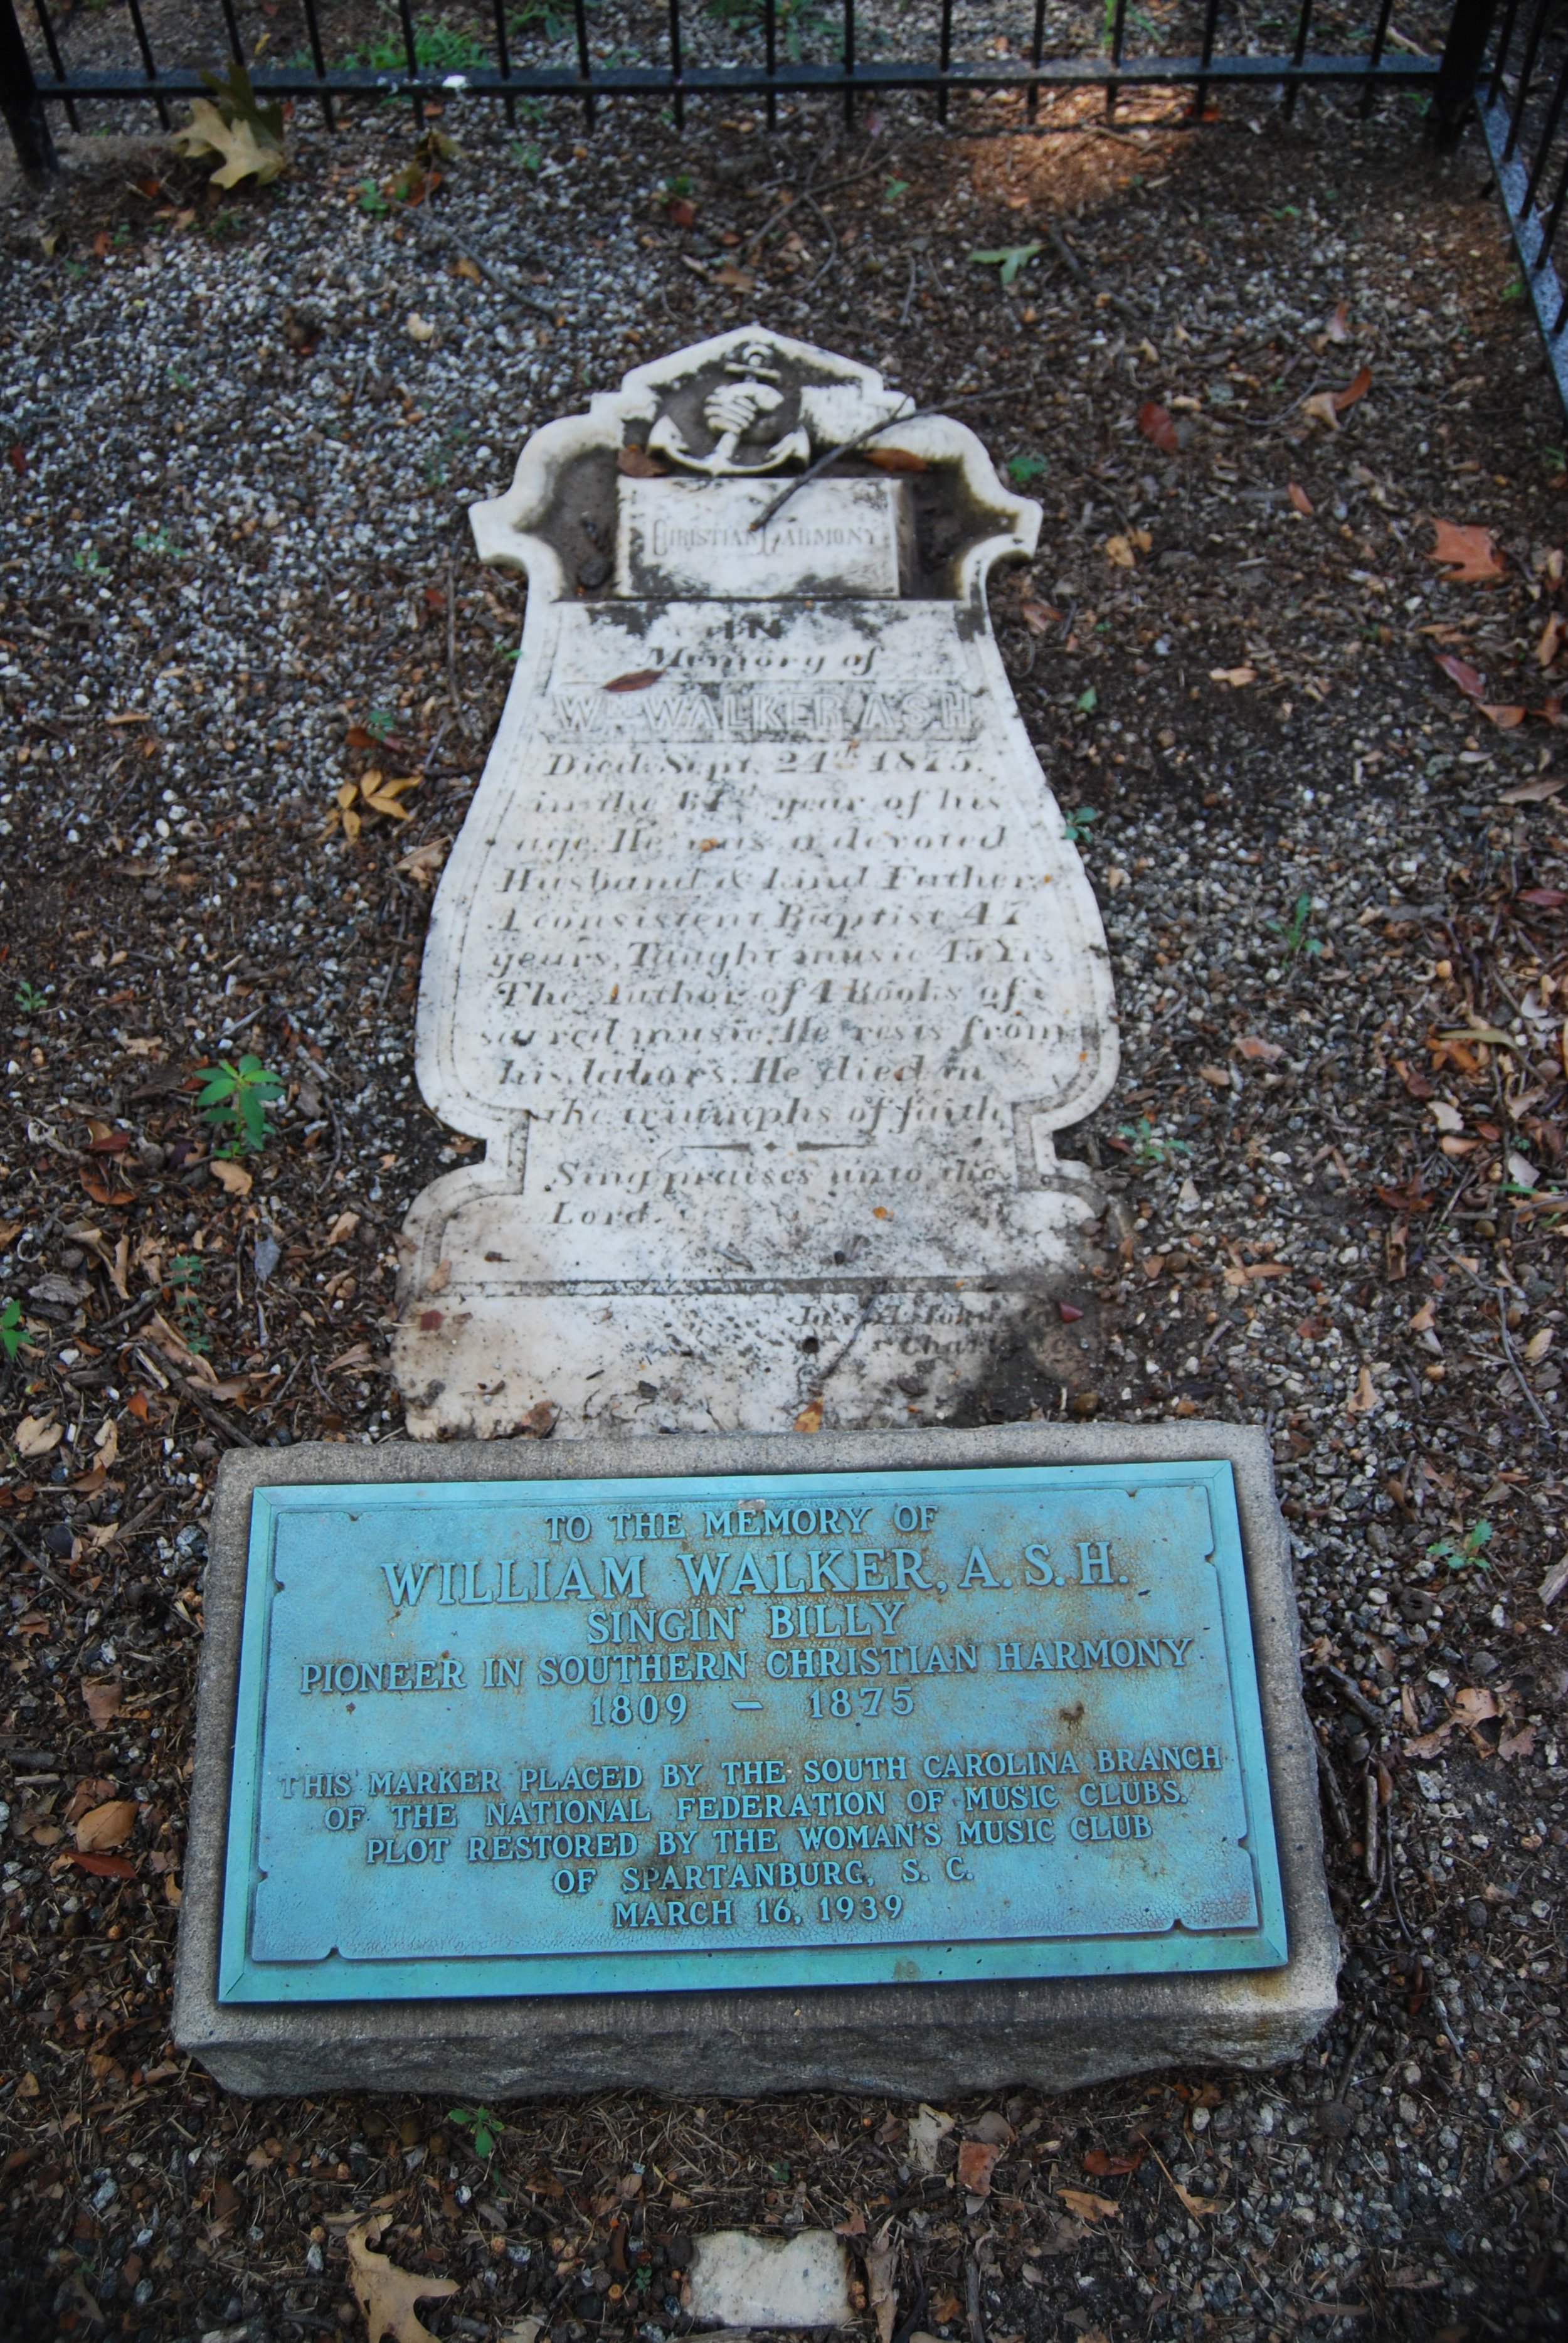 CHRISTIAN HARMONY
IN
Memory of
Wm WALKER A S H
Died Sept. 24th 1875.
in the year of his
age. He was a devoted
Husband & kind Father,
A consistent Baptist 47
years, Taught music 45 Yrs
The Author of 4 Books of
sacred music. He rests from
his labors. He died in
the triumphs of faith.
Sing praises unto the
Lord.
TO THE MEMORY OF
WILLIAM WALKER, A.S.H.
SINGIN' BILLY
PIONEER IN SOUTHERN CHRISTIAN HARMONY
1809 – 1875
THIS MARKER PLACED BY THE SOUTH CAROLINA BRANCH
OF THE NATIONAL FEDERATION OF MUSIC CLUBS.
PLOT RESTORED BY THE WOMAN'S MUSIC CLUB
OF SPARTANBURG, S. C.
MARCH 16, 1939